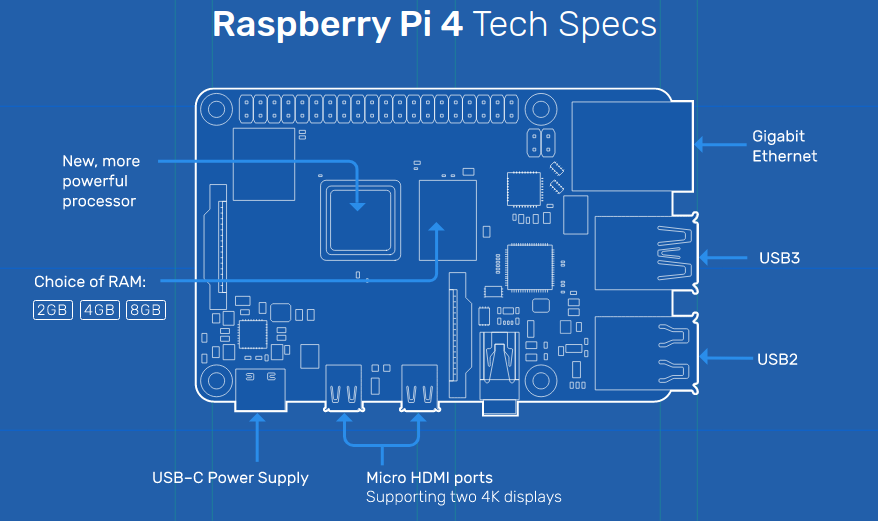 Raspberry Pi 4 Tech Specs
Gigabit
Ethernet
New, more
powerful
processor
USB3
Choice of RAM:
2GB 4GB 8GB
USB2
USB–C Power Supply
Micro HDMI ports
Supporting two 4K displays